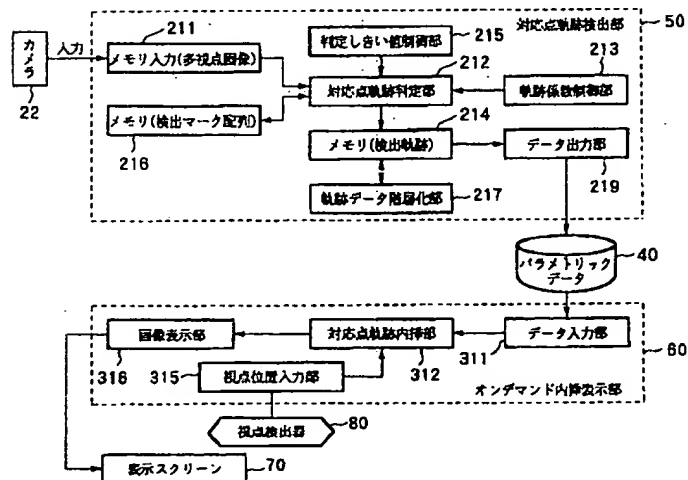 対応点軌跡検出部
50
カメラ
22
入力
211
メモリ入力(多視点画像)
判定しきい値制御部
215
212
対応点軌跡判定部
213
軌跡係数制御部
メモリ(検出マーク配列)
216
214
メモリ(検出軌跡)
データ出力部
219
軌跡データ階層化部
217
パラメトリックデータ
40
画像表示部
316
対応点軌跡内挿部
312
データ入力部
311
60
315
視点位置入力部
オンデマンド内挿表示部
視点検出器
80
表示スクリーン
70